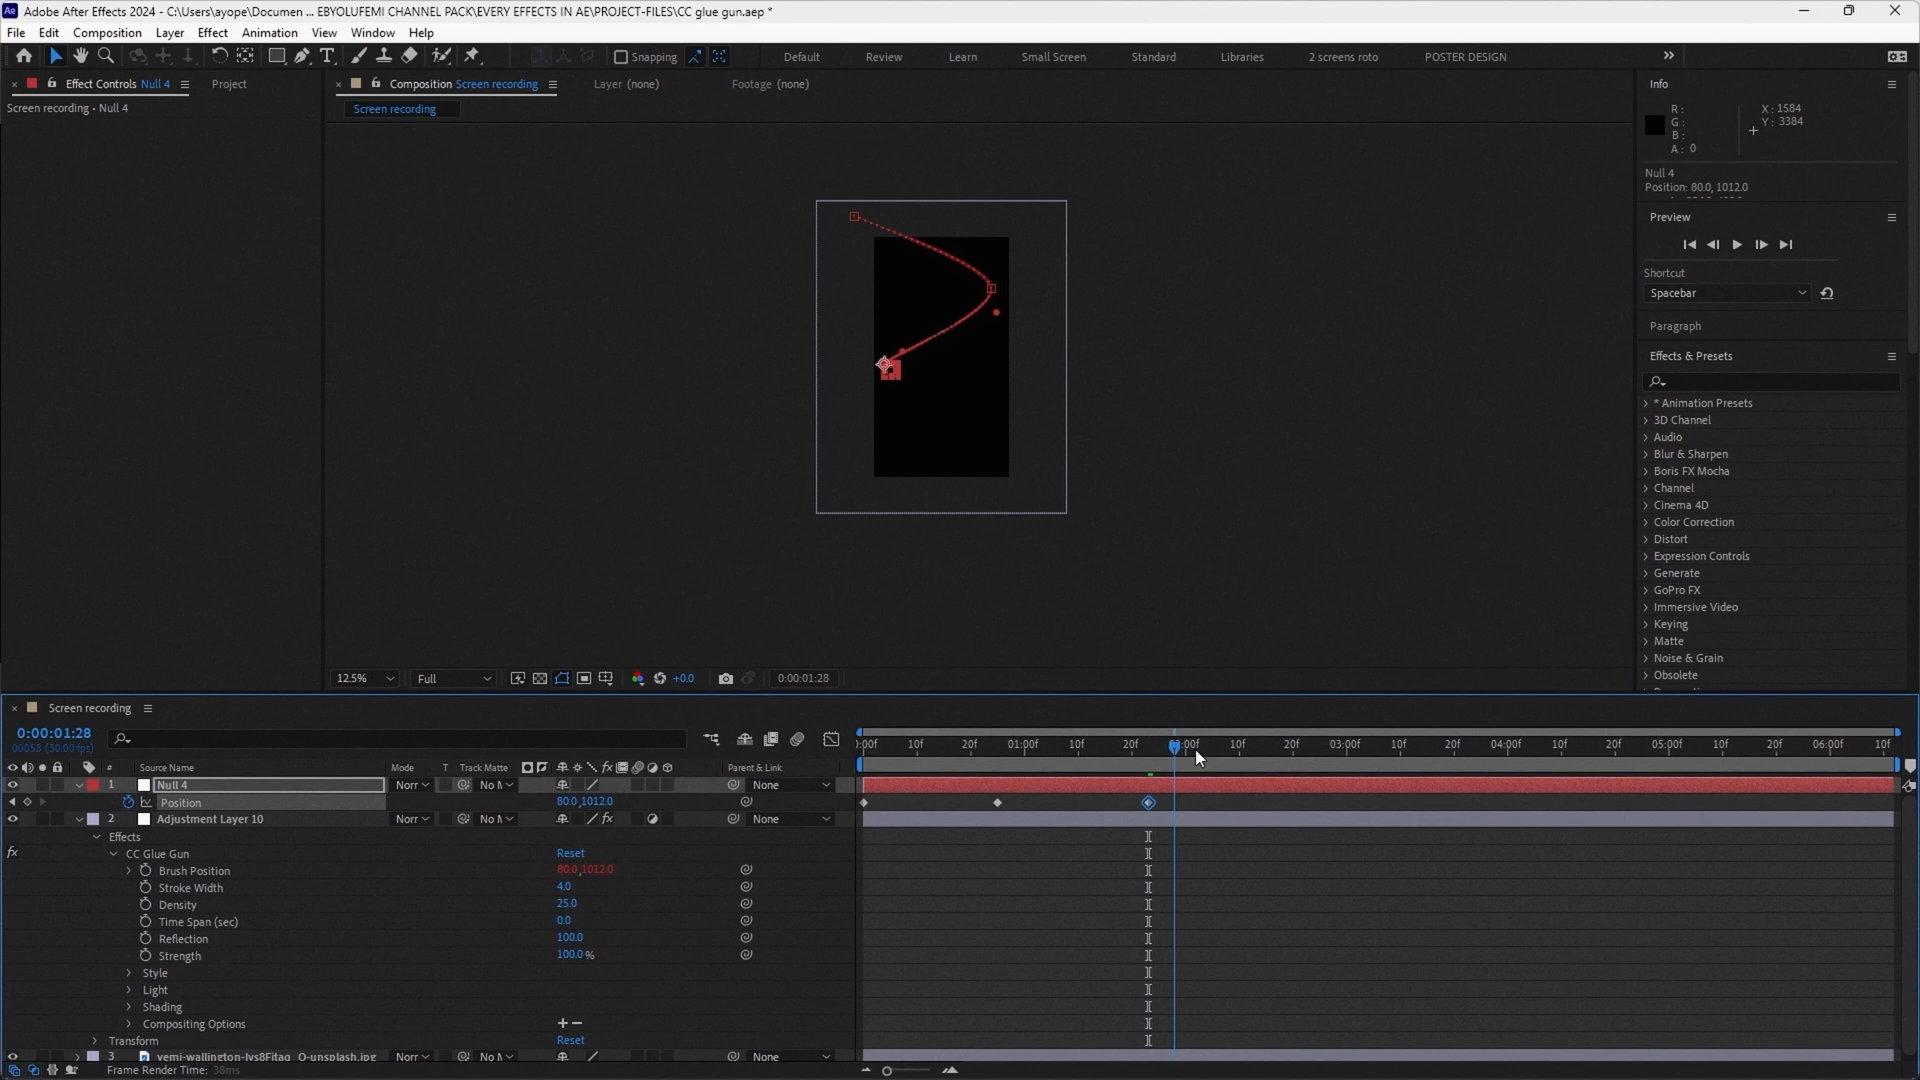 Adobe After Effects 2024 - C:\Users\ayope\Documen ... EBYOLUFEMI CHANNEL PACK\EVERY EFFECTS IN AE\PROJECT-FILES\CC glue gun.aep *
File Edit Composition Layer Effect Animation View Window Help
Snapping Default Review Learn Small Screen Standard Libraries 2 screens roto POSTER DESIGN
Effect Controls Null 4 Project Composition Screen recording Layer (none) Footage (none) Info
Screen recording • Null 4
Screen recording
R :
G :
B :
A : 0
X : 1584
Y : 3384
Null 4
Position: 80.0, 1012.0
Preview
Shortcut
Spacebar
Paragraph
Effects & Presets
* Animation Presets
3D Channel
Audio
Blur & Sharpen
Boris FX Mocha
Channel
Cinema 4D
Color Correction
Distort
Expression Controls
Generate
GoPro FX
Immersive Video
Keying
Matte
Noise & Grain
Obsolete
12.5% Full +0.0 0:00:01:28
Screen recording
0:00:01:28
00058 (30.00 fps)
:00f 10f 20f 01:00f 10f 20f 02:00f 10f 20f 03:00f 10f 20f 04:00f 10f 20f 05:00f 10f 20f 06:00f 10f
# Source Name Mode T Track Matte fx Parent & Link
1 Null 4 Norr No M None
Position 80.0,1012.0
2 Adjustment Layer 10 Norr No M fx None
Effects
fx CC Glue Gun Reset
Brush Position 80.0,1012.0
Stroke Width 4.0
Density 25.0
Time Span (sec) 0.0
Reflection 100.0
Strength 100.0 %
Style
Light
Shading
Compositing Options + −
Transform Reset
3 yemi-wallington-lvs8Fitaq_O-unsplash.jpg Norr No M None
Frame Render Time: 38ms